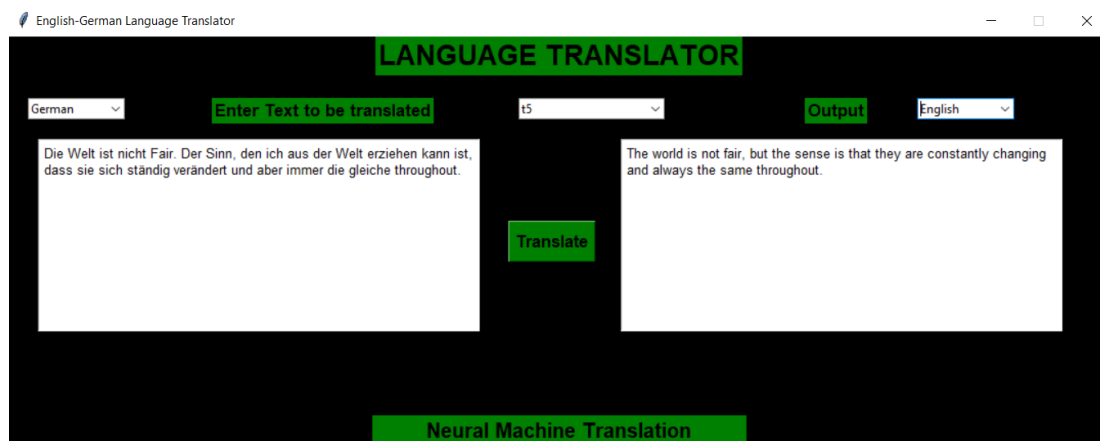 English-German Language Translator
LANGUAGE TRANSLATOR
German
Enter Text to be translated
t5
Output
English
Die Welt ist nicht Fair. Der Sinn, den ich aus der Welt erziehen kann ist,
dass sie sich ständig verändert und aber immer die gleiche throughout.
The world is not fair, but the sense is that they are constantly changing
and always the same throughout.
Translate
Neural Machine Translation